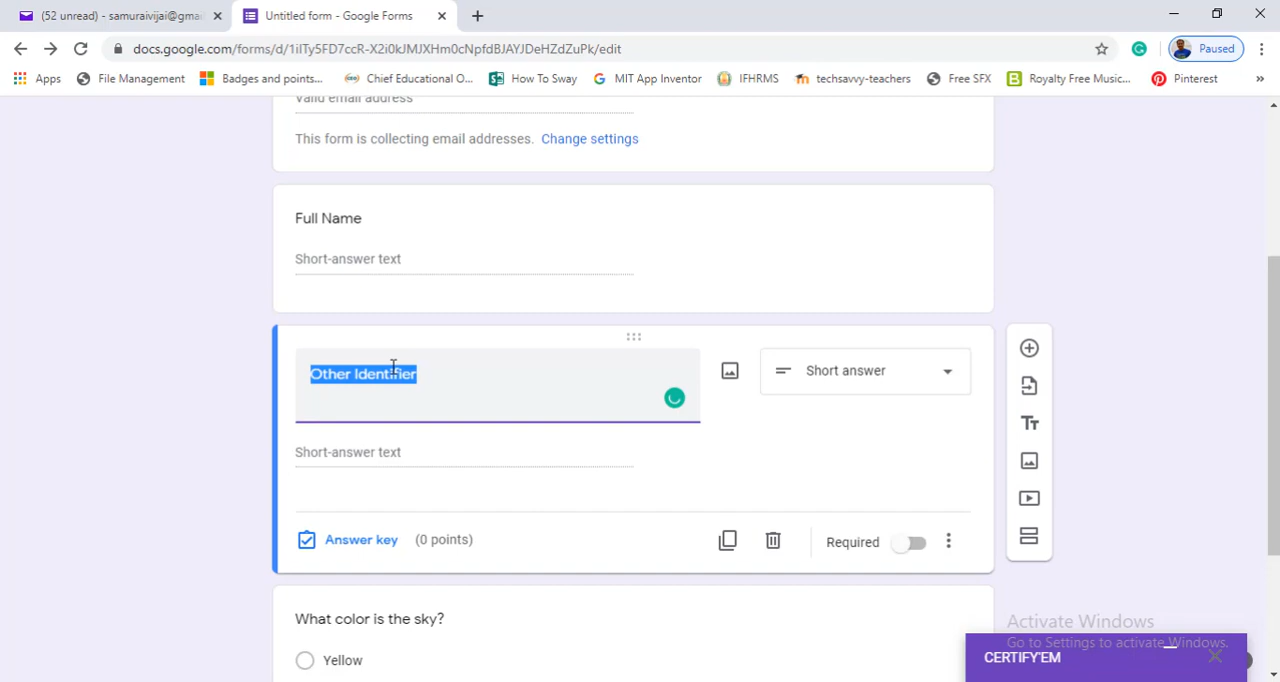 (52 unread) - samuraivijai@gma
Untitled form - Google Forms
docs.google.com/forms/d/1iITy5FD7ccR-X2i0kJMJXHm0cNpfdBJAYJDeHZdZuPk/edit
Paused
Apps
File Management
Badges and points...
Chief Educational O...
How To Sway
MIT App Inventor
IFHRMS
techsavvy-teachers
Free SFX
Royalty Free Music...
Pinterest
Valid email address
This form is collecting email addresses. Change settings
Full Name
Short-answer text
Other Identifier
Short answer
Short-answer text
Answer key (0 points)
Required
What color is the sky?
Yellow
Activate Windows
Go to Settings to activate Windows.
CERTIFY'EM